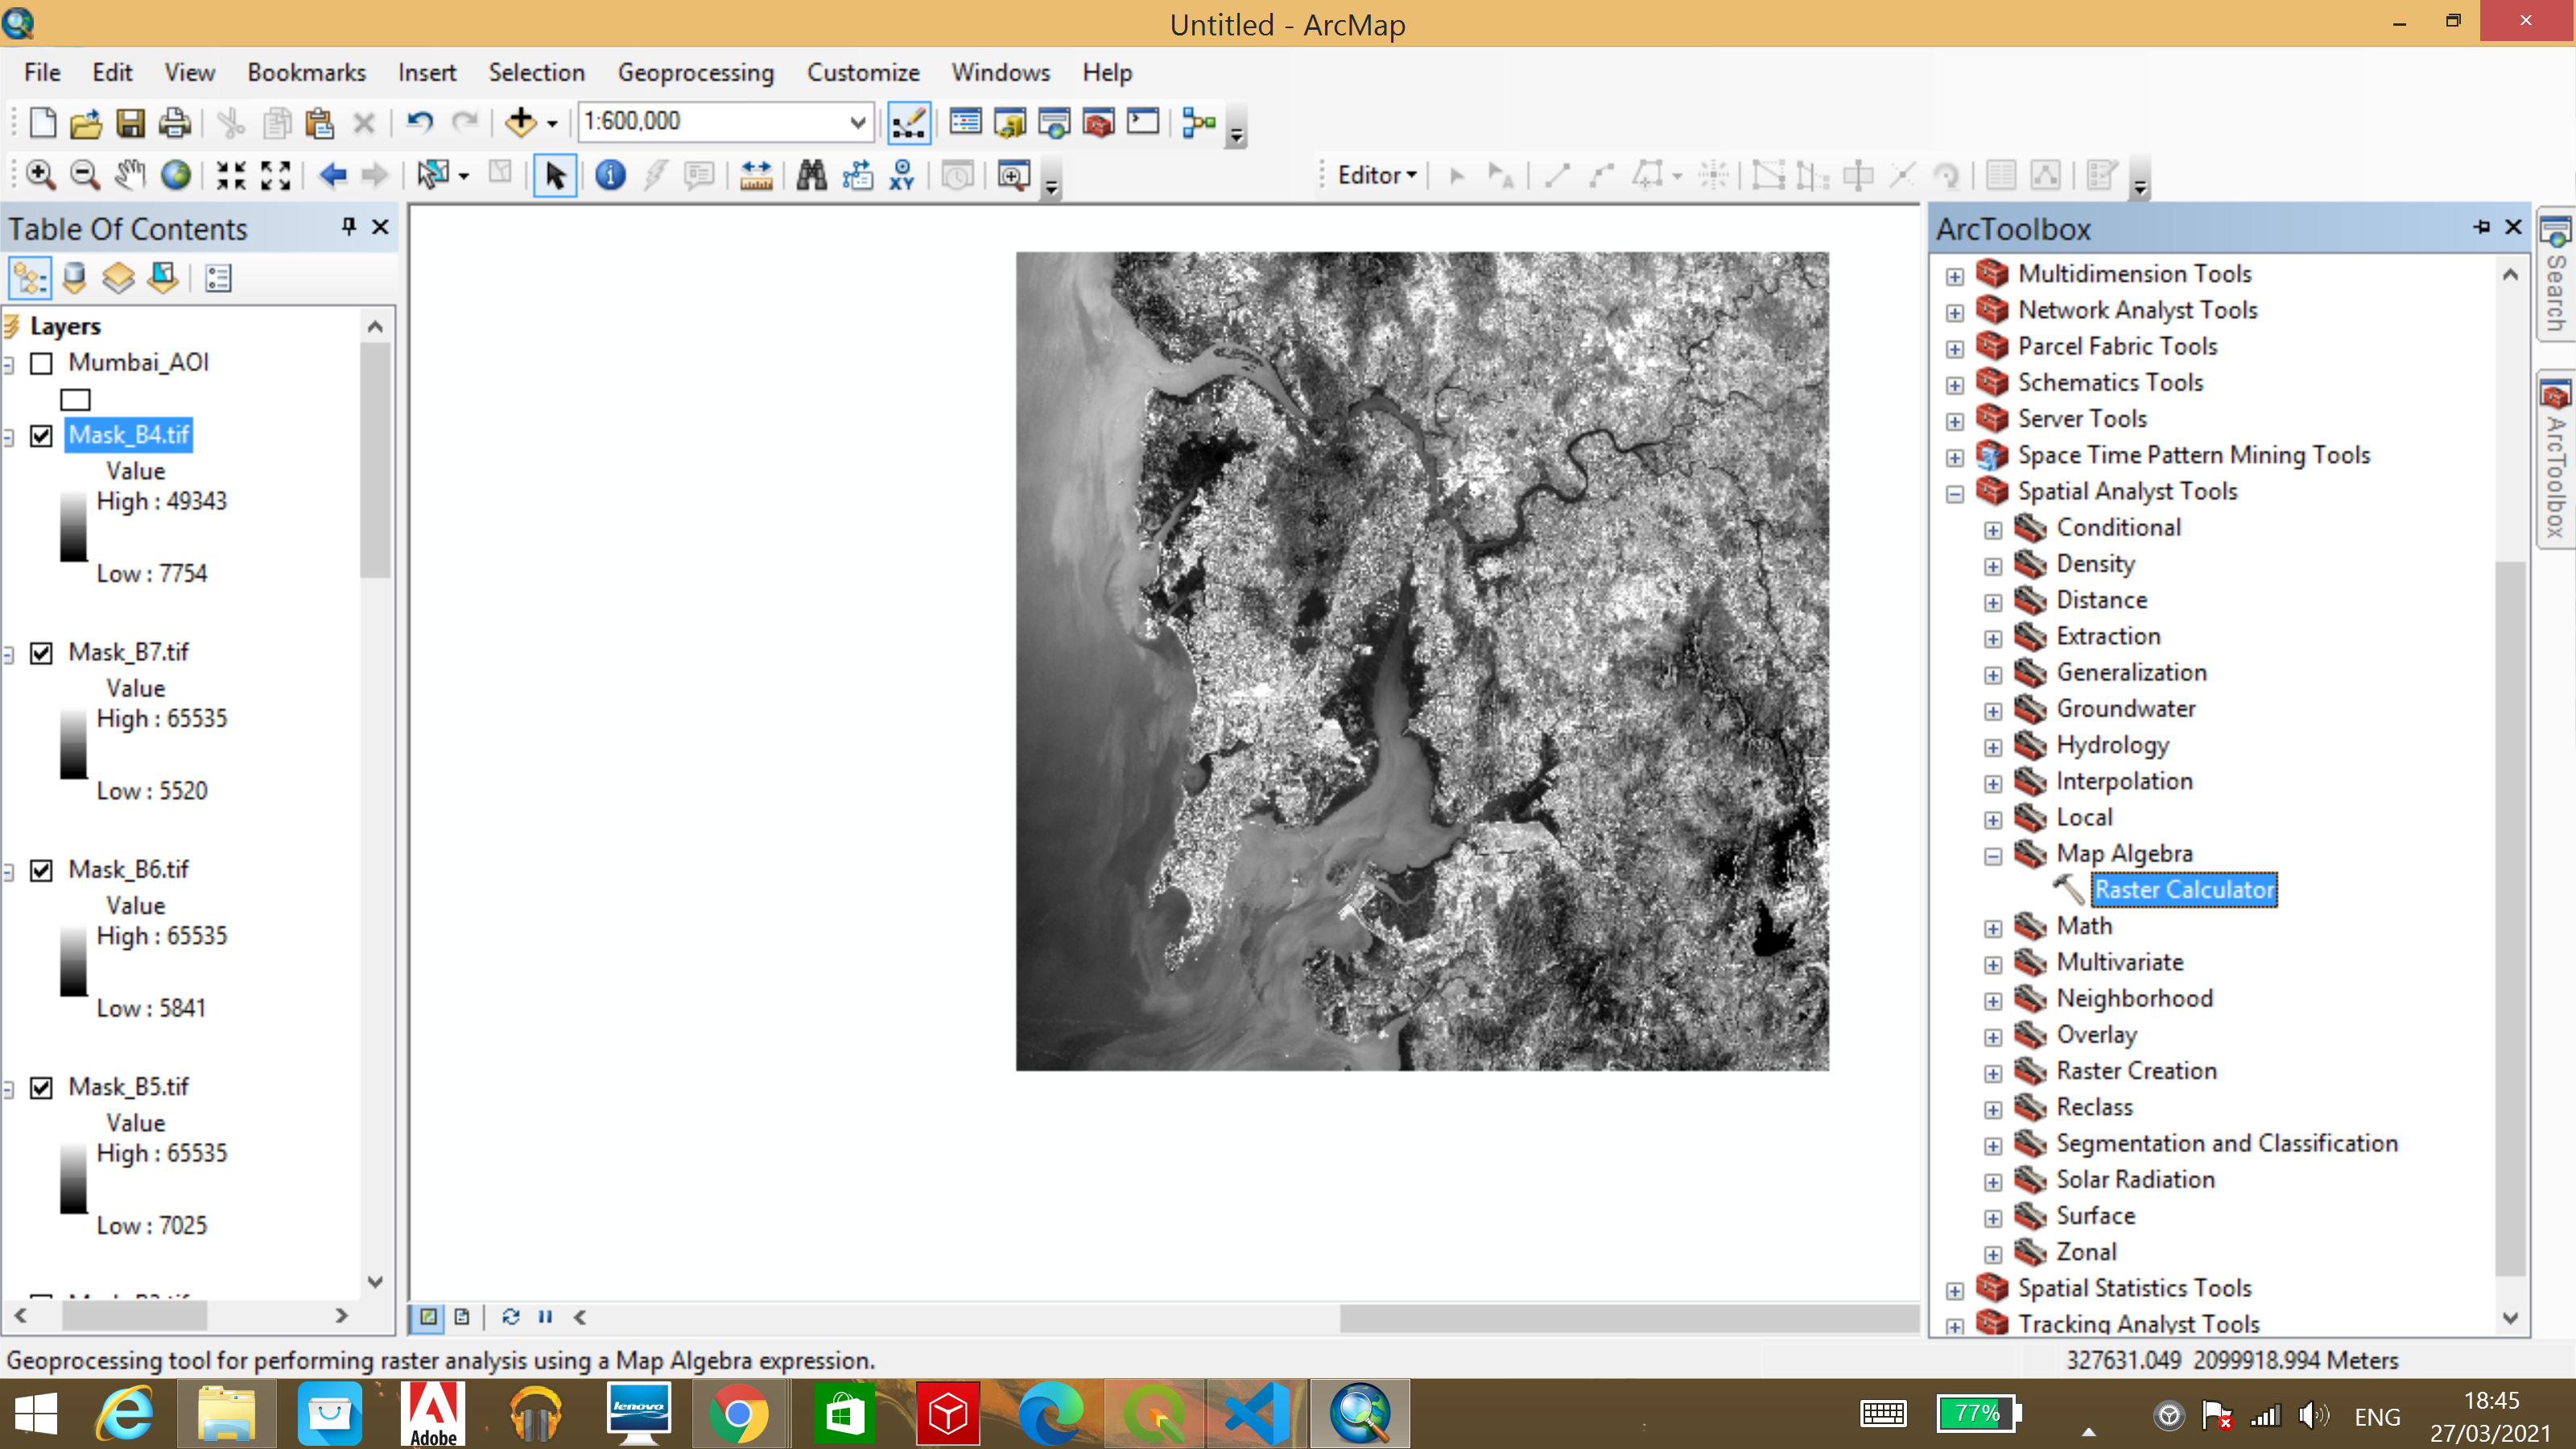 Untitled - ArcMap
File Edit View Bookmarks Insert Selection Geoprocessing Customize Windows Help
1:600,000
XY
Editor
Table Of Contents
Layers
Mumbai_AOI
Mask_B4.tif
Value
High : 49343
Low : 7754
Mask_B7.tif
Value
High : 65535
Low : 5520
Mask_B6.tif
Value
High : 65535
Low : 5841
Mask_B5.tif
Value
High : 65535
Low : 7025
ArcToolbox
Multidimension Tools
Network Analyst Tools
Parcel Fabric Tools
Schematics Tools
Server Tools
Space Time Pattern Mining Tools
Spatial Analyst Tools
Conditional
Density
Distance
Extraction
Generalization
Groundwater
Hydrology
Interpolation
Local
Map Algebra
Raster Calculator
Math
Multivariate
Neighborhood
Overlay
Raster Creation
Reclass
Segmentation and Classification
Solar Radiation
Surface
Zonal
Spatial Statistics Tools
Tracking Analyst Tools
Search
ArcToolbox
Geoprocessing tool for performing raster analysis using a Map Algebra expression.
327631.049 2099918.994 Meters
Adobe
lenovo
77%
ENG
18:45
27/03/2021